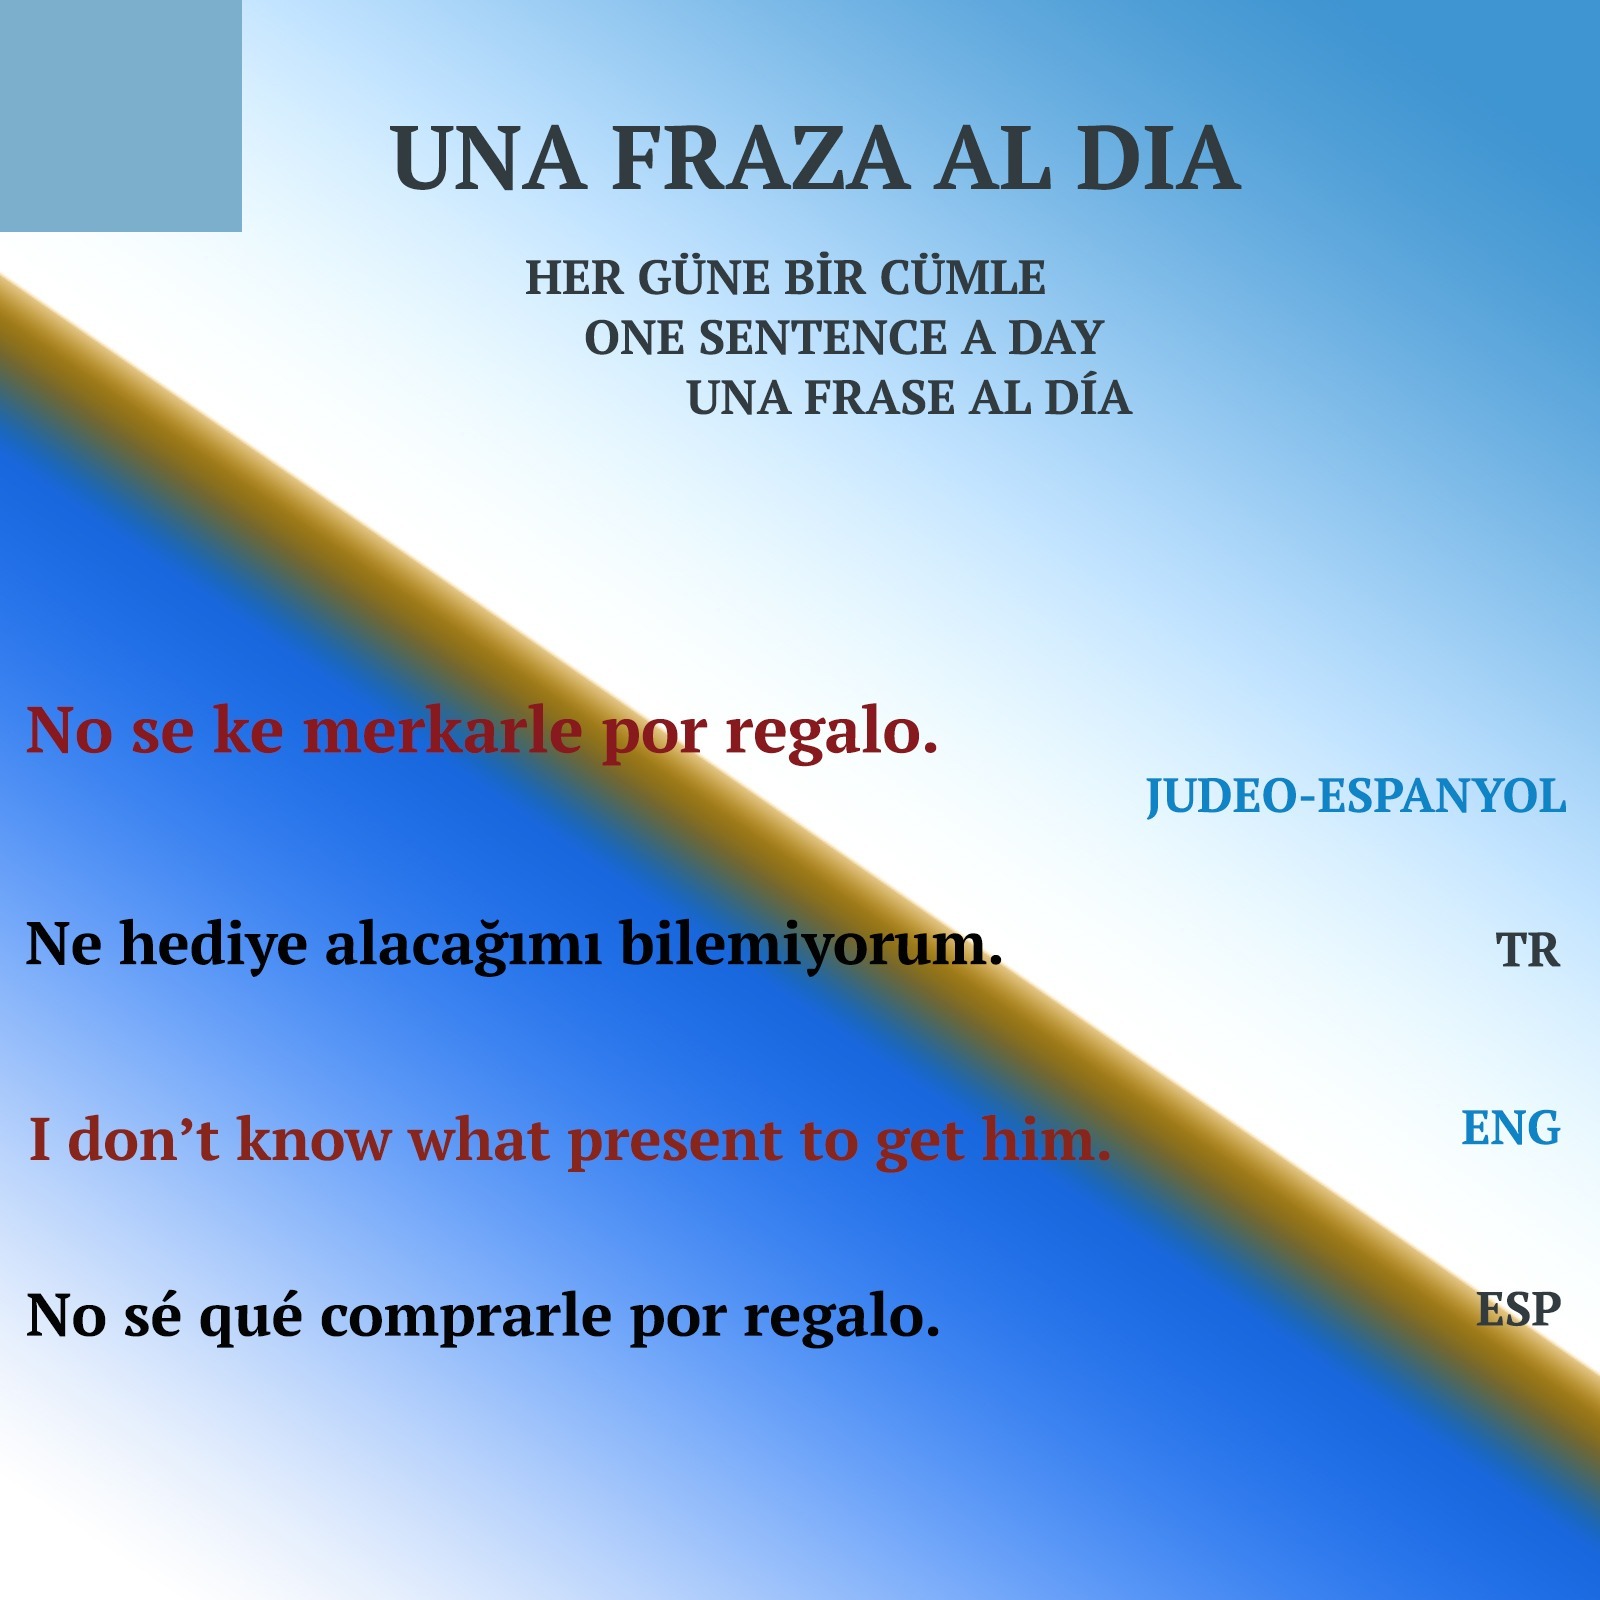 UNA FRAZA AL DIA
HER GÜNE BİR CÜMLE
ONE SENTENCE A DAY
UNA FRASE AL DÍA
No se ke merkarle por regalo.
JUDEO-ESPANYOL
Ne hediye alacağımı bilemiyorum.
TR
I don’t know what present to get him.
ENG
No sé qué comprarle por regalo.
ESP